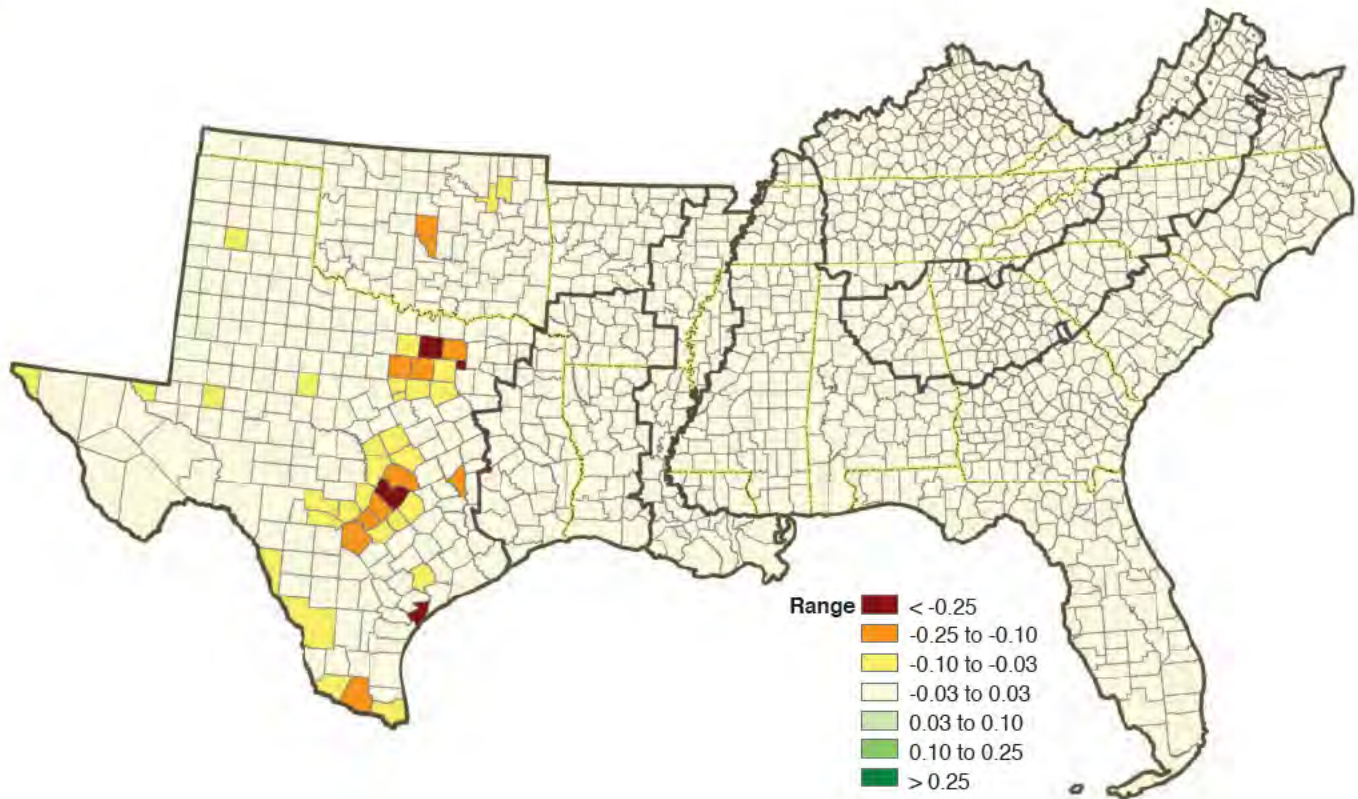 Range < -0.25
-0.25 to -0.10
-0.10 to -0.03
-0.03 to 0.03
0.03 to 0.10
0.10 to 0.25
> 0.25